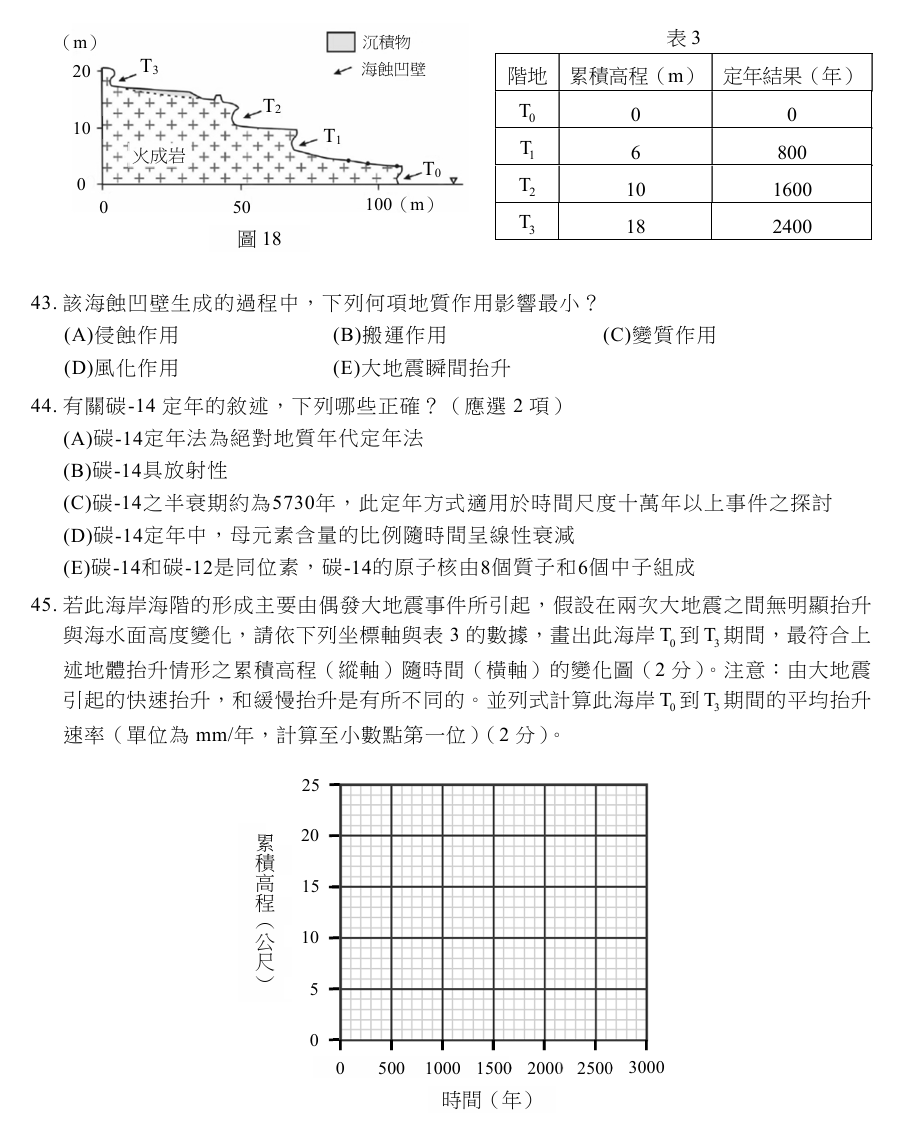 （m）
20
10
0
T3
T2
T1
T0
火成岩
沉積物
海蝕凹壁
0 50 100（m）
圖 18
表 3
階地 累積高程（m） 定年結果（年）
T0 0 0
T1 6 800
T2 10 1600
T3 18 2400
43. 該海蝕凹壁生成的過程中，下列何項地質作用影響最小？
(A)侵蝕作用 (B)搬運作用 (C)變質作用
(D)風化作用 (E)大地震瞬間抬升
44. 有關碳-14 定年的敘述，下列哪些正確？（應選 2 項）
(A)碳-14定年法為絕對地質年代定年法
(B)碳-14具放射性
(C)碳-14之半衰期約為5730年，此定年方式適用於時間尺度十萬年以上事件之探討
(D)碳-14定年中，母元素含量的比例隨時間呈線性衰減
(E)碳-14和碳-12是同位素，碳-14的原子核由8個質子和6個中子組成
45. 若此海岸海階的形成主要由偶發大地震事件所引起，假設在兩次大地震之間無明顯抬升
與海水面高度變化，請依下列坐標軸與表 3 的數據，畫出此海岸 T0 到 T3 期間，最符合上
述地體抬升情形之累積高程（縱軸）隨時間（橫軸）的變化圖（2 分）。注意：由大地震
引起的快速抬升，和緩慢抬升是有所不同的。並列式計算此海岸 T0 到 T3 期間的平均抬升
速率（單位為 mm/年，計算至小數點第一位）（2 分）。
累積高程（公尺）
25
20
15
10
5
0
0 500 1000 1500 2000 2500 3000
時間（年）